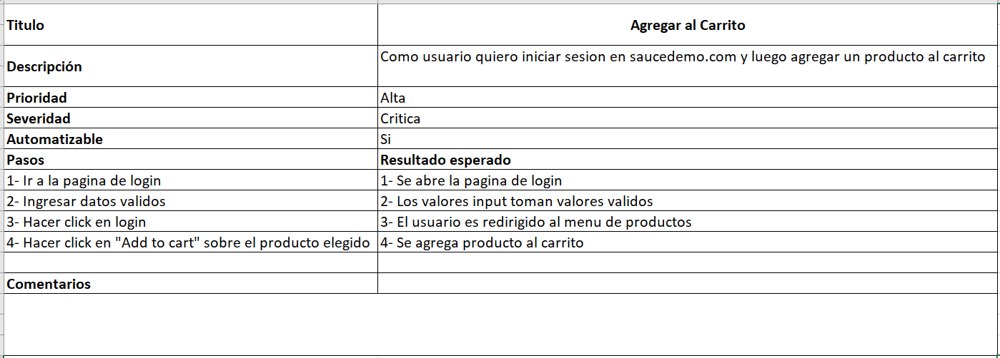 Titulo Agregar al Carrito
Descripción Como usuario quiero iniciar sesion en saucedemo.com y luego agregar un producto al carrito
Prioridad Alta
Severidad Critica
Automatizable Si
Pasos Resultado esperado
1- Ir a la pagina de login 1- Se abre la pagina de login
2- Ingresar datos validos 2- Los valores input toman valores validos
3- Hacer click en login 3- El usuario es redirigido al menu de productos
4- Hacer click en "Add to cart" sobre el producto elegido 4- Se agrega producto al carrito
Comentarios